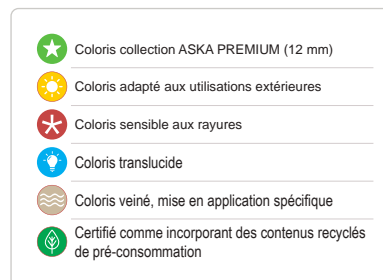 Coloris collection ASKA PREMIUM (12 mm)
Coloris adapté aux utilisations extérieures
Coloris sensible aux rayures
Coloris translucide
Coloris veiné, mise en application spécifique
Certifié comme incorporant des contenus recyclés
de pré-consommation